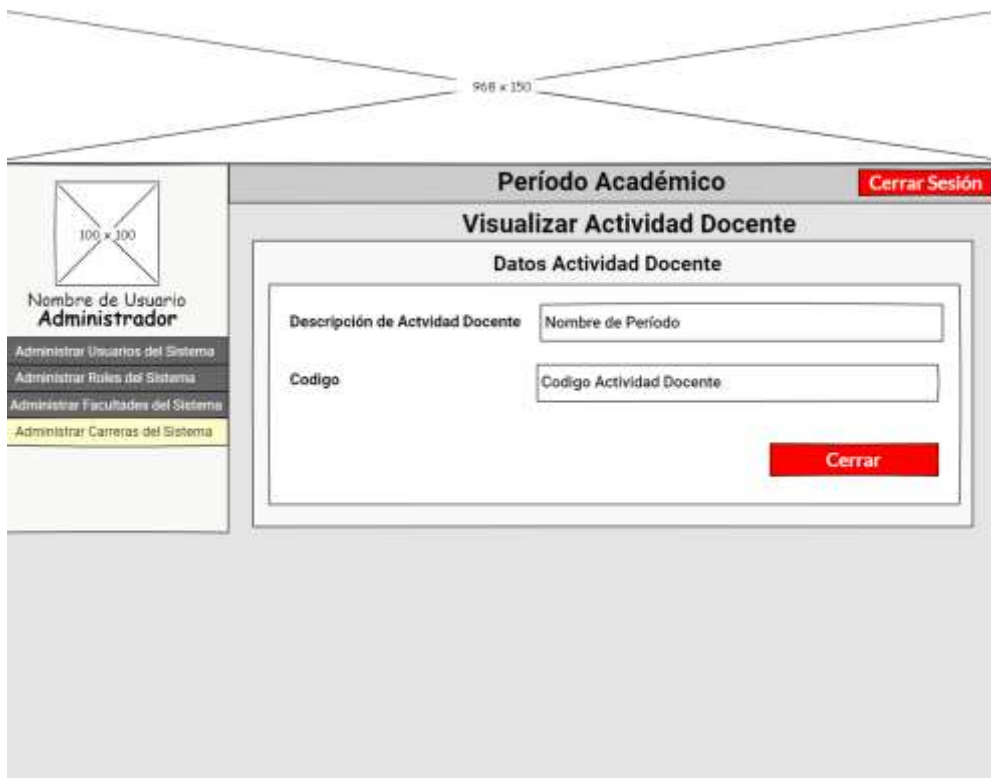 968 x 150
Período Académico
Cerrar Sesión
100 x 100
Nombre de Usuario
Administrador
Administrar Usuarios del Sistema
Administrar Roles del Sistema
Administrar Facultades del Sistema
Administrar Carreras del Sistema
Visualizar Actividad Docente
Datos Actividad Docente
Descripción de Actvidad Docente
Nombre de Período
Codigo
Codigo Actividad Docente
Cerrar